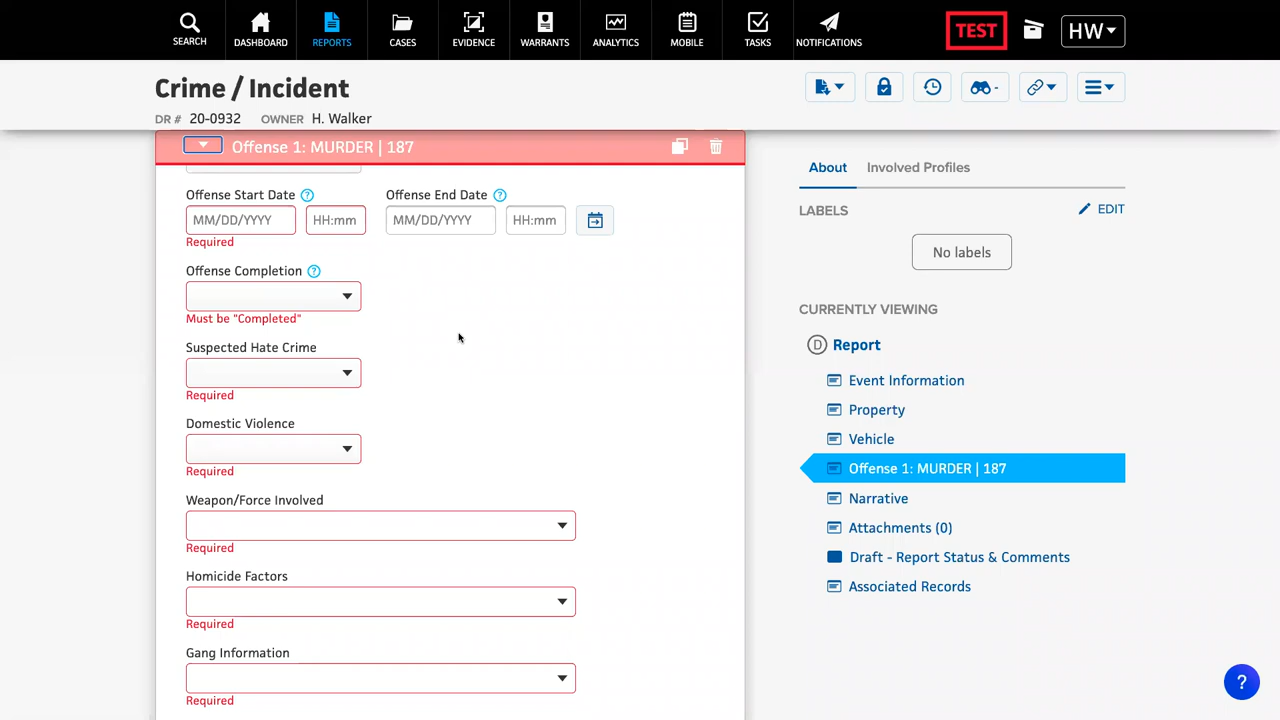 SEARCH
DASHBOARD
REPORTS
CASES
EVIDENCE
WARRANTS
ANALYTICS
MOBILE
TASKS
NOTIFICATIONS
TEST
HW
Crime / Incident
DR # 20-0932 OWNER H. Walker
Offense 1: MURDER | 187
Offense Start Date ? Offense End Date ?
MM/DD/YYYY HH:mm MM/DD/YYYY HH:mm
Required
Offense Completion ?
Must be "Completed"
Suspected Hate Crime
Required
Domestic Violence
Required
Weapon/Force Involved
Required
Homicide Factors
Required
Gang Information
Required
About Involved Profiles
LABELS EDIT
No labels
CURRENTLY VIEWING
D Report
Event Information
Property
Vehicle
Offense 1: MURDER | 187
Narrative
Attachments (0)
Draft - Report Status & Comments
Associated Records
?